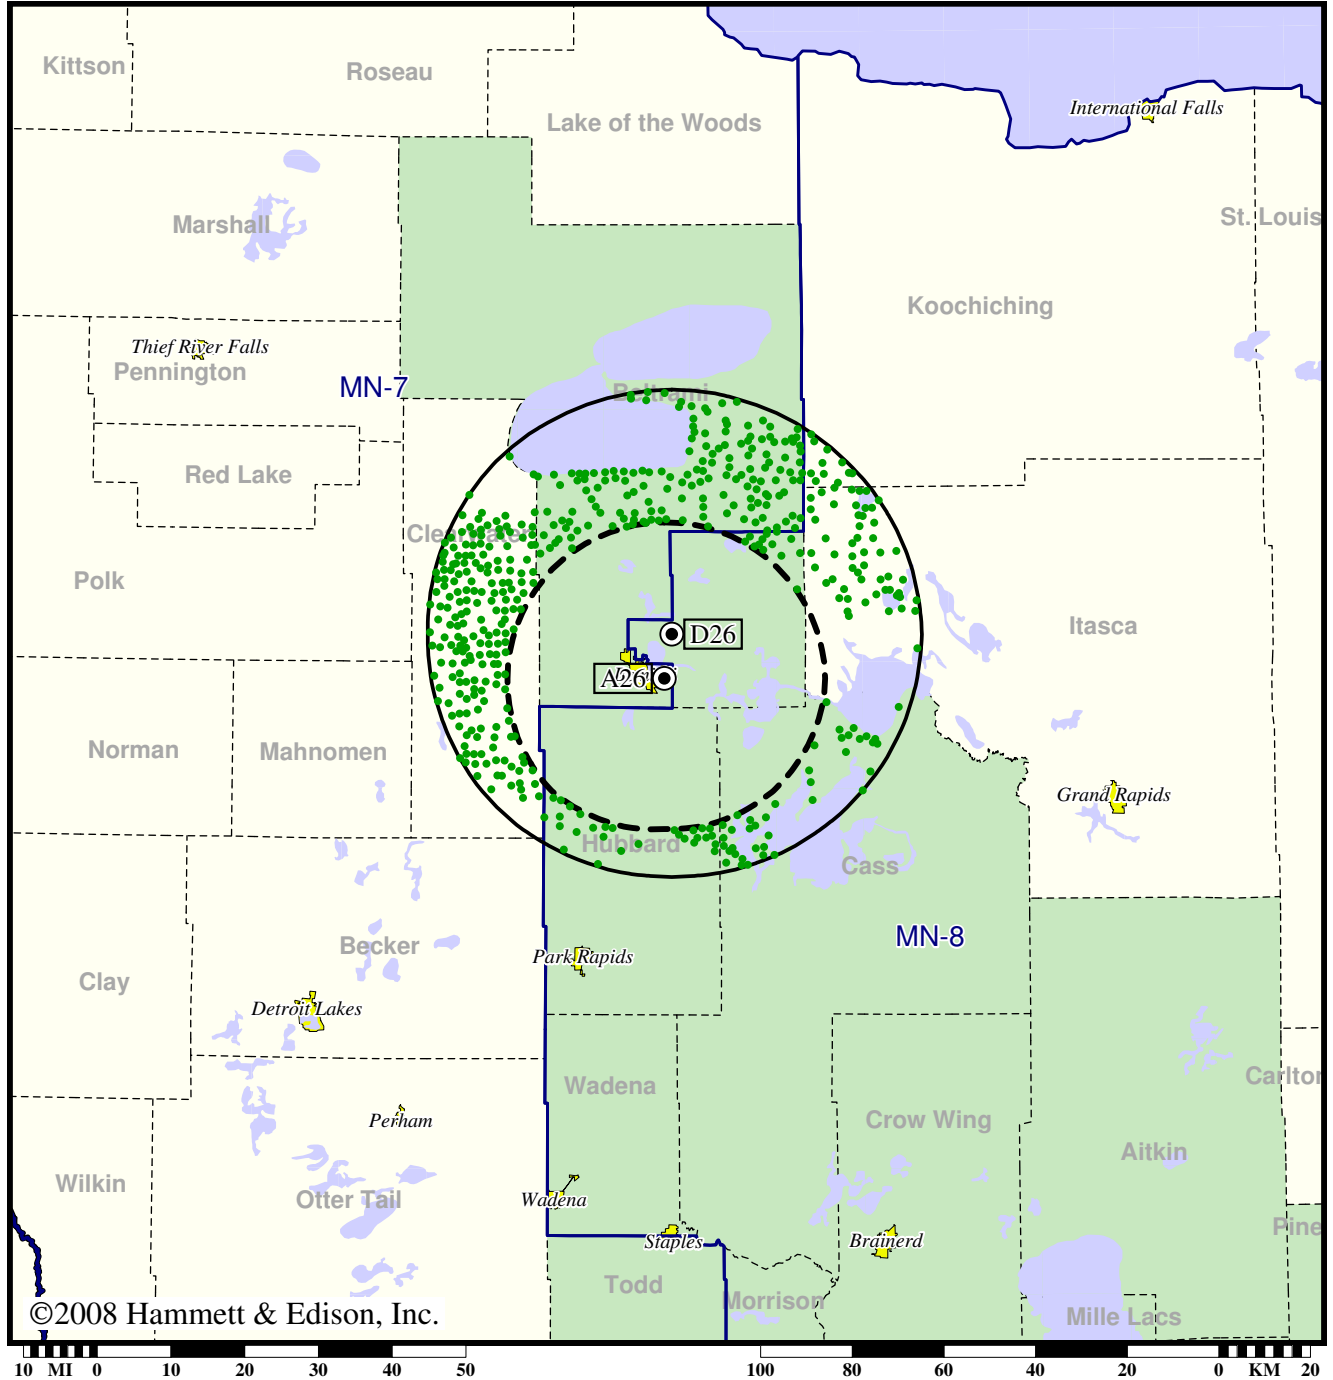 Kittson
Roseau
Lake of the Woods
International Falls
Marshall
St. Louis
Koochiching
Thief River Falls
Pennington
MN-7
Beltrami
Red Lake
Clearwater
Polk
D26
A26
Itasca
Norman
Mahnomen
Grand Rapids
Hubbard
Cass
MN-8
Becker
Park Rapids
Clay
Detroit Lakes
Wadena
Carlton
Perham
Crow Wing
Aitkin
Wilkin
Otter Tail
Wadena
Pine
Staples
Brainerd
Todd
Morrison
Mille Lacs
©2008 Hammett & Edison, Inc.
10 MI 0 10 20 30 40 50 100 80 60 40 20 0 KM 20